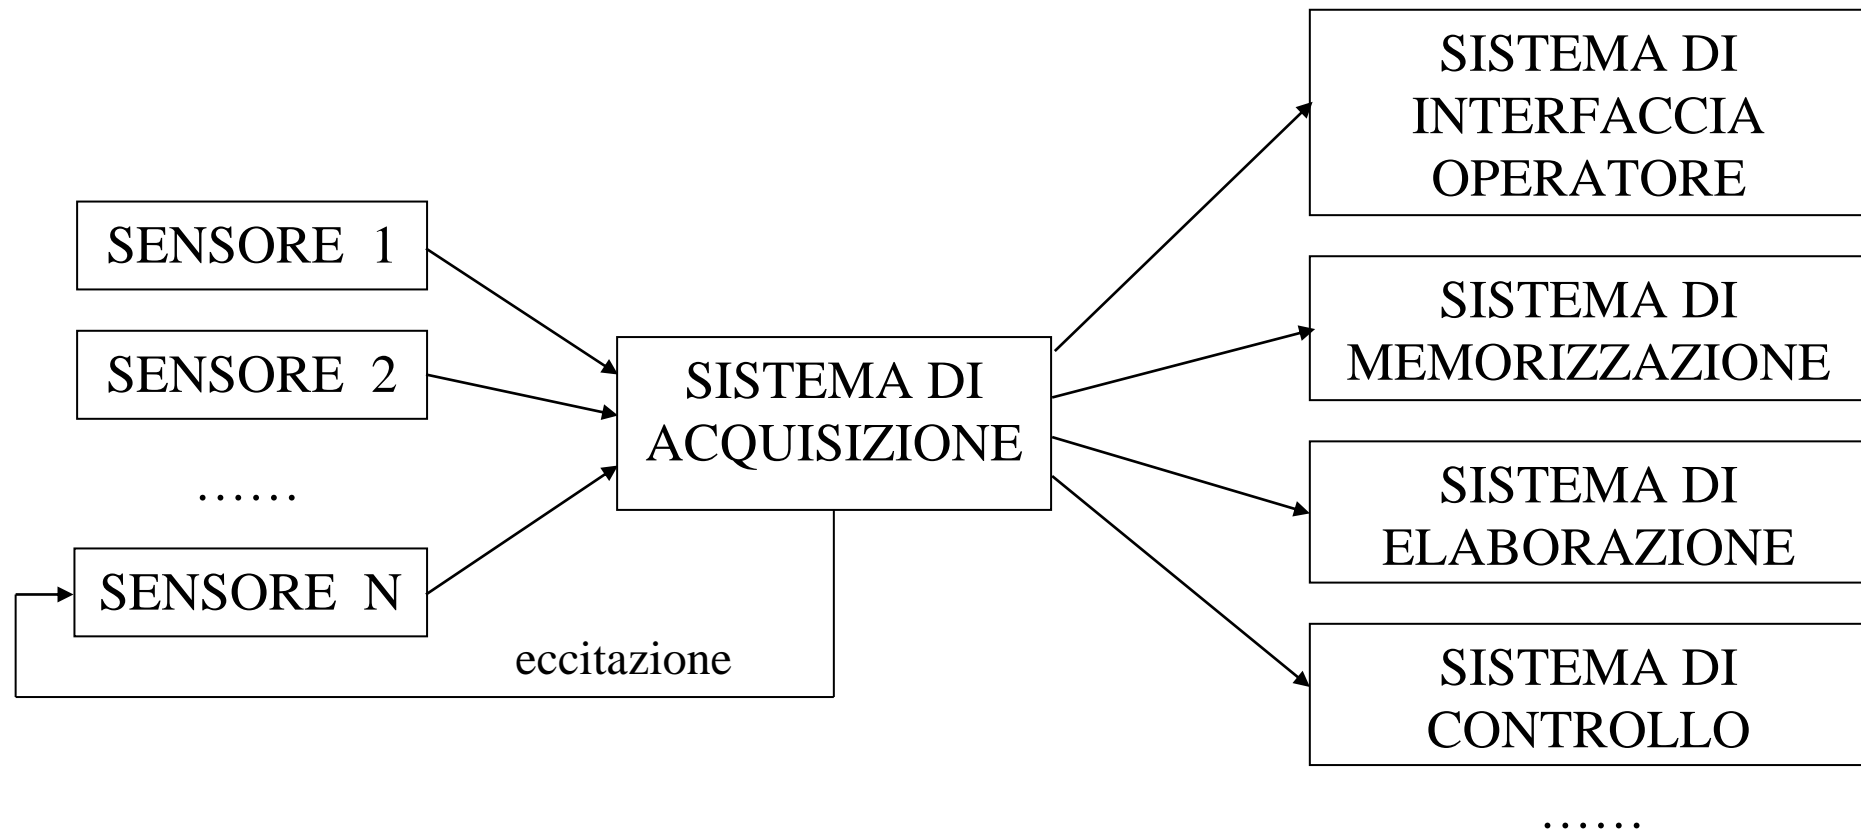 SENSORE 1
SENSORE 2
……
SENSORE N
eccitazione
SISTEMA DI
ACQUISIZIONE
SISTEMA DI
INTERFACCIA
OPERATORE
SISTEMA DI
MEMORIZZAZIONE
SISTEMA DI
ELABORAZIONE
SISTEMA DI
CONTROLLO
……